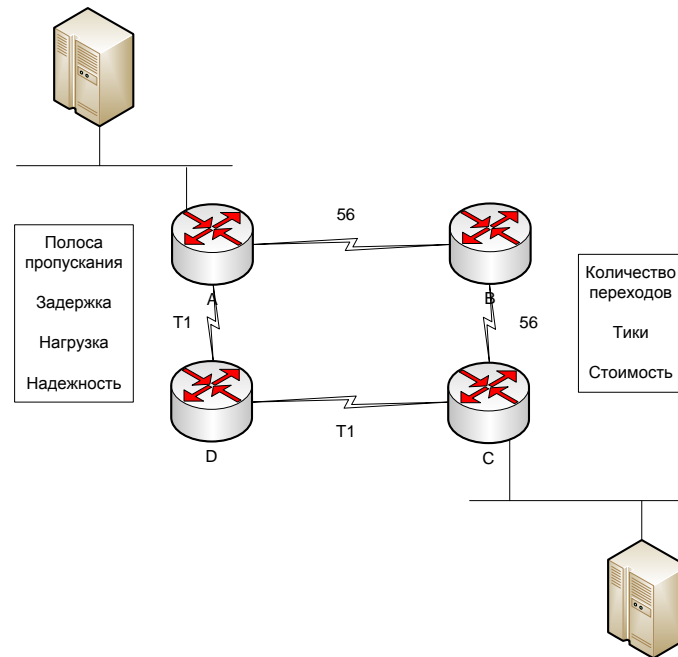 56
A
B
Полоса
пропускания
Задержка
Нагрузка
Надежность
Количество
переходов
Тики
Стоимость
T1
56
T1
D
C